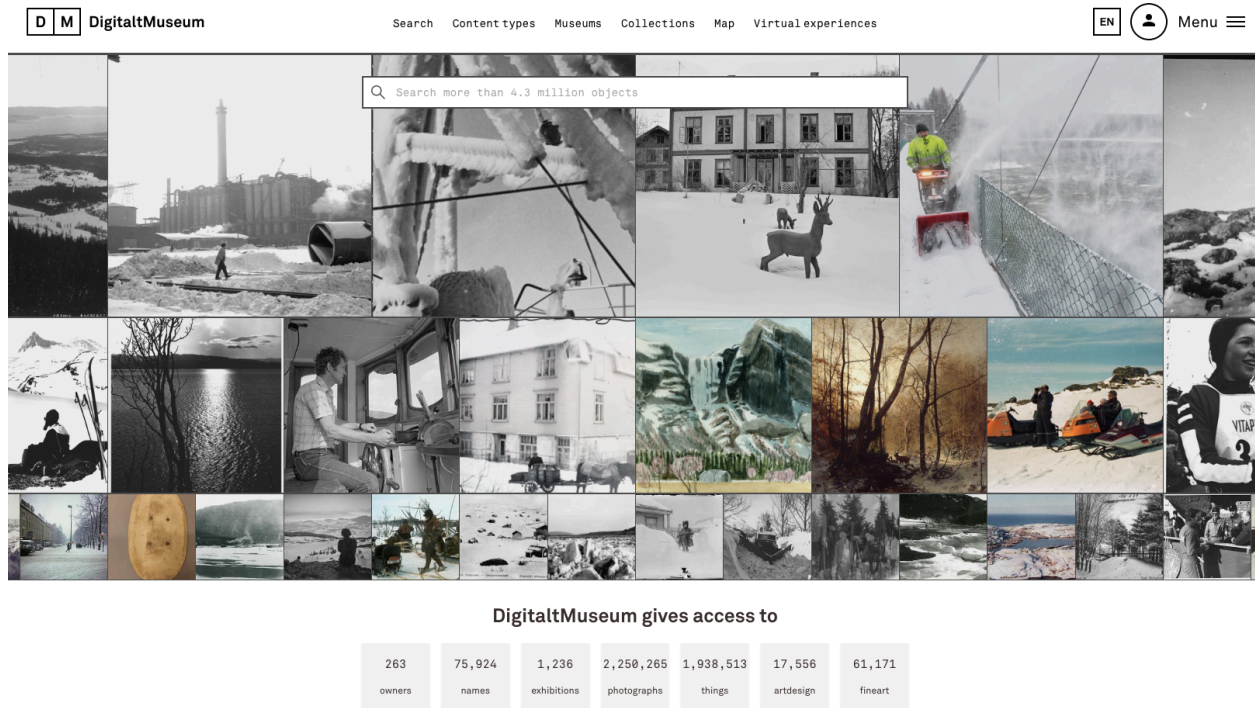 D M DigitaltMuseum Search Content types Museums Collections Map Virtual experiences EN Menu
Search more than 4.3 million objects
VITAP
3
DigitaltMuseum gives access to
263 75,924 1,236 2,250,265 1,938,513 17,556 61,171
owners names exhibitions photographs things artdesign fineart